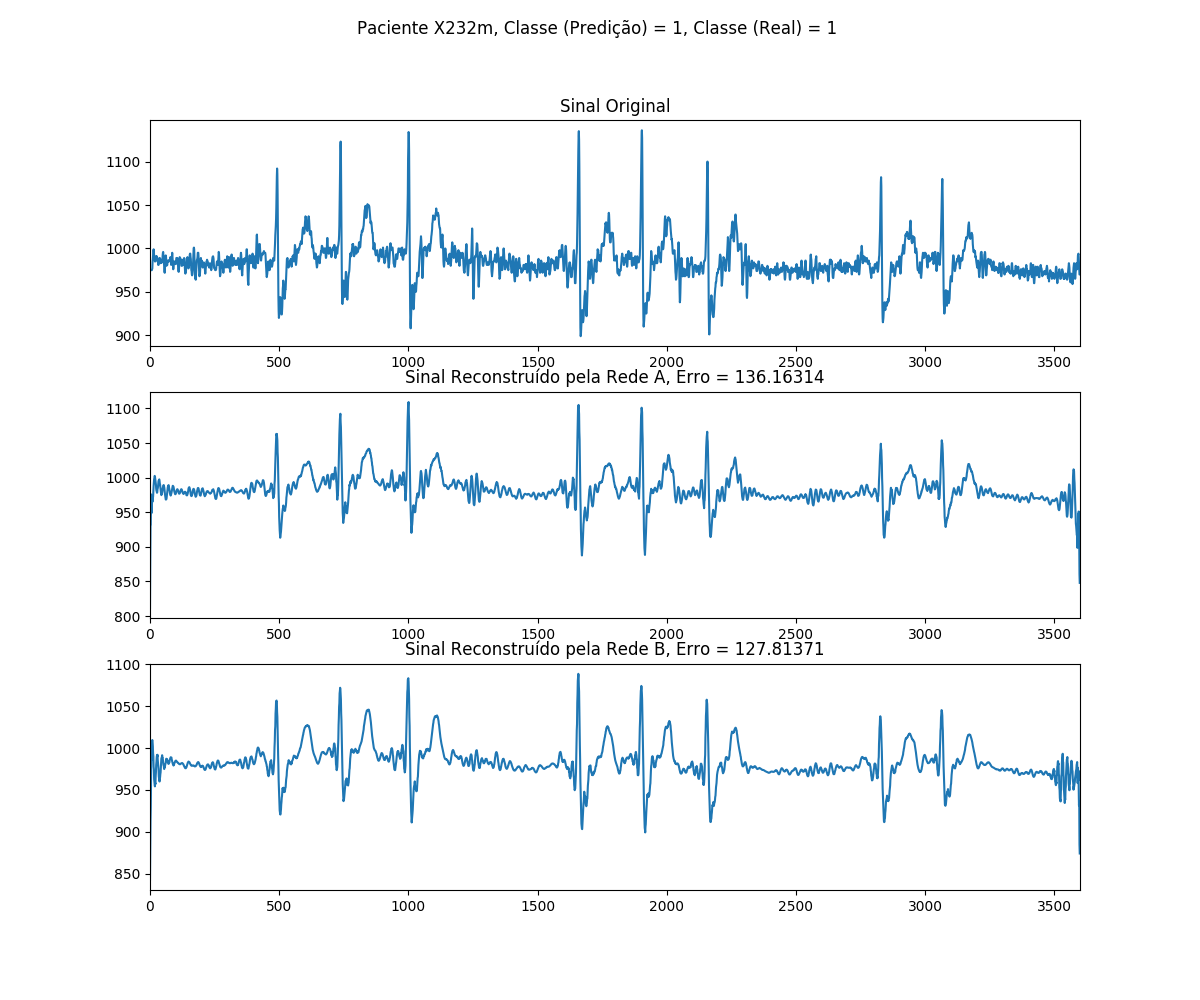 Paciente X232m, Classe (Predição) = 1, Classe (Real) = 1
Sinal Original
1100
1050
1000
950
900
0 500 1000 1500 2000 2500 3000 3500
Sinal Reconstruído pela Rede A, Erro = 136.16314
1100
1050
1000
950
900
850
800
0 500 1000 1500 2000 2500 3000 3500
Sinal Reconstruído pela Rede B, Erro = 127.81371
1100
1050
1000
950
900
850
0 500 1000 1500 2000 2500 3000 3500